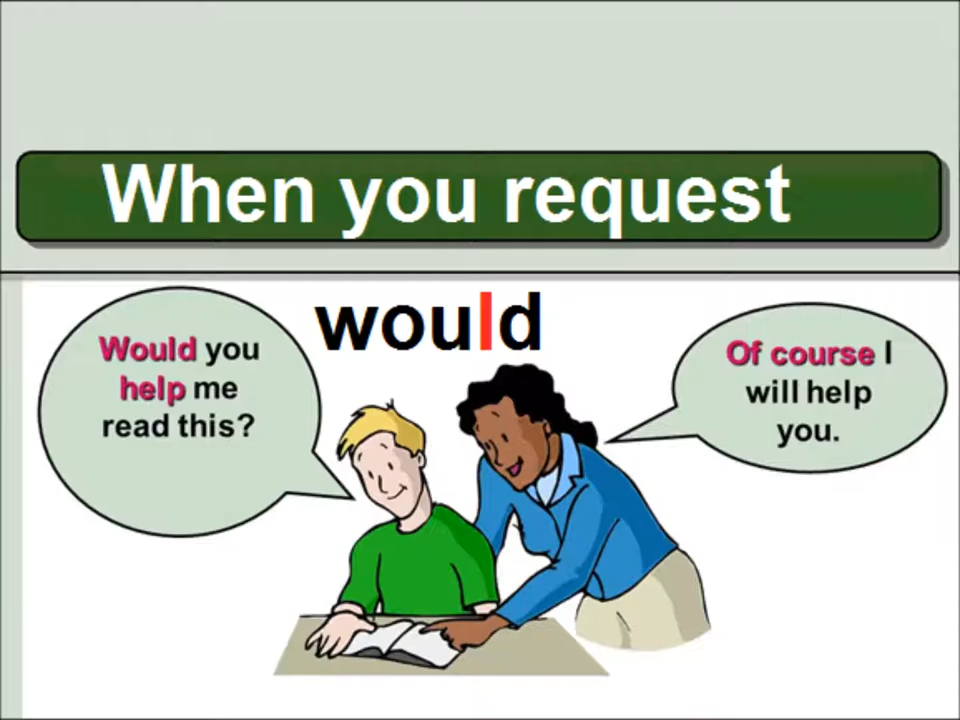 When you request
would
Would you
help me
read this?
Of course I
will help
you.